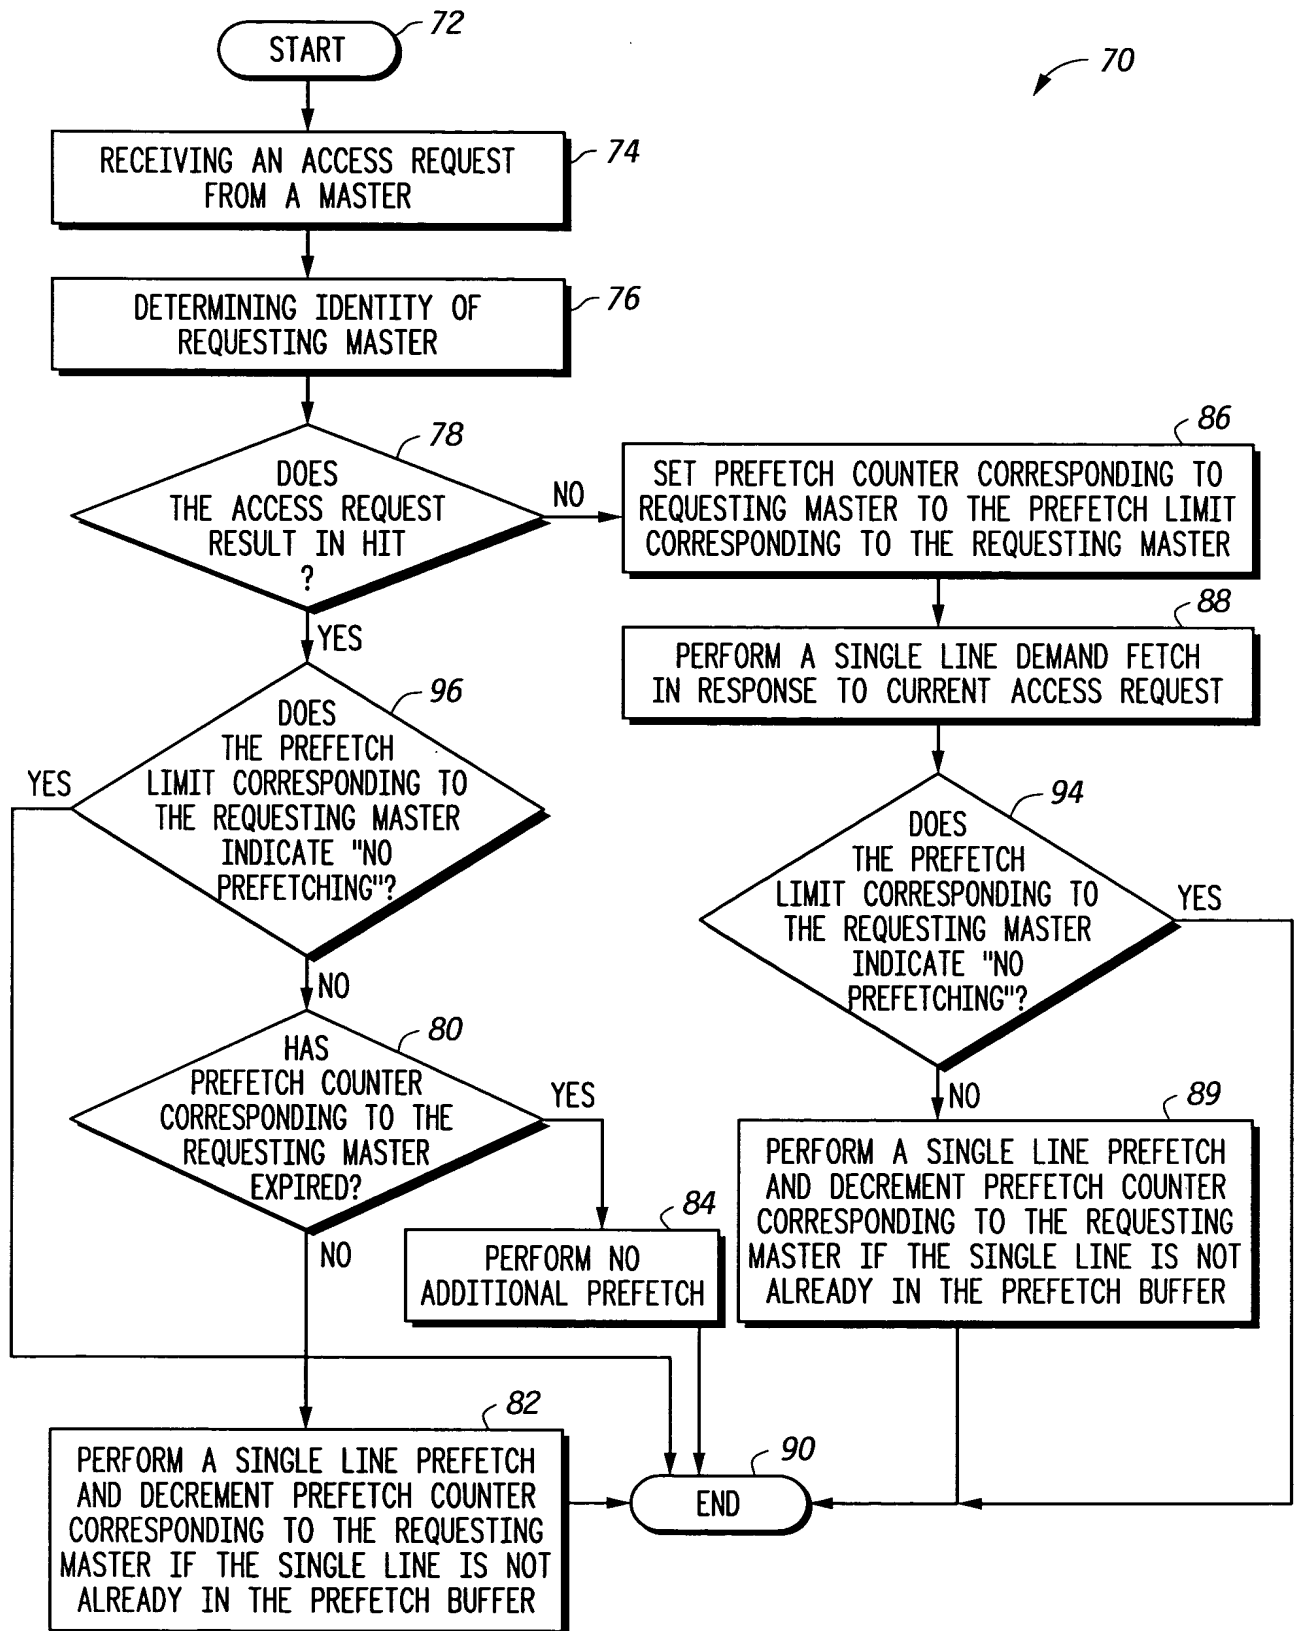 START
72
70
RECEIVING AN ACCESS REQUEST
FROM A MASTER
74
DETERMINING IDENTITY OF
REQUESTING MASTER
76
DOES
THE ACCESS REQUEST
RESULT IN HIT
?
78
NO
YES
SET PREFETCH COUNTER CORRESPONDING TO
REQUESTING MASTER TO THE PREFETCH LIMIT
CORRESPONDING TO THE REQUESTING MASTER
86
PERFORM A SINGLE LINE DEMAND FETCH
IN RESPONSE TO CURRENT ACCESS REQUEST
88
DOES
THE PREFETCH
LIMIT CORRESPONDING TO
THE REQUESTING MASTER
INDICATE "NO
PREFETCHING"?
96
YES
NO
DOES
THE PREFETCH
LIMIT CORRESPONDING TO
THE REQUESTING MASTER
INDICATE "NO
PREFETCHING"?
94
YES
NO
HAS
PREFETCH COUNTER
CORRESPONDING TO THE
REQUESTING MASTER
EXPIRED?
80
YES
NO
PERFORM NO
ADDITIONAL PREFETCH
84
PERFORM A SINGLE LINE PREFETCH
AND DECREMENT PREFETCH COUNTER
CORRESPONDING TO THE REQUESTING
MASTER IF THE SINGLE LINE IS NOT
ALREADY IN THE PREFETCH BUFFER
89
PERFORM A SINGLE LINE PREFETCH
AND DECREMENT PREFETCH COUNTER
CORRESPONDING TO THE REQUESTING
MASTER IF THE SINGLE LINE IS NOT
ALREADY IN THE PREFETCH BUFFER
82
END
90